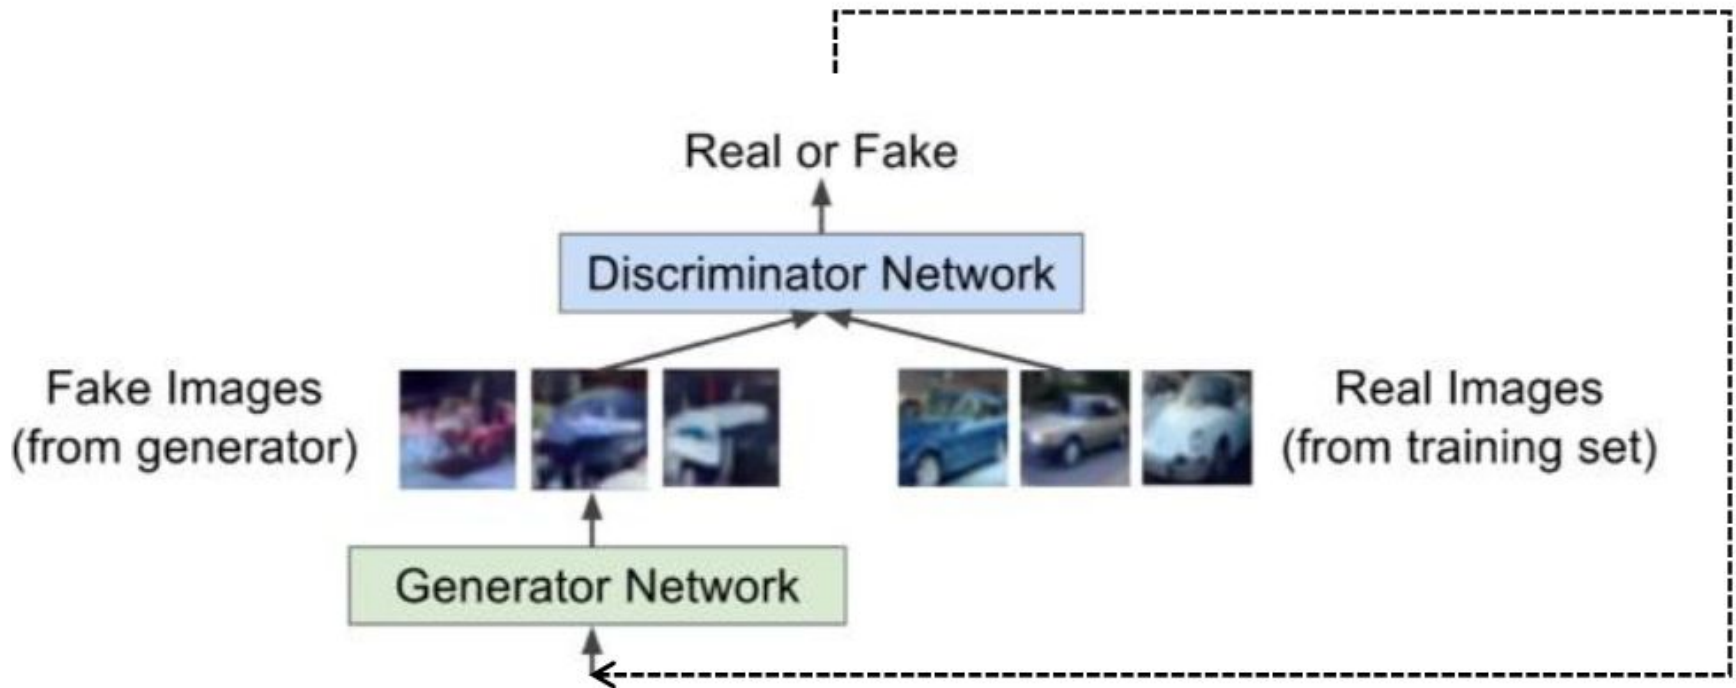 Real or Fake
Discriminator Network
Fake Images
(from generator)
Real Images
(from training set)
Generator Network